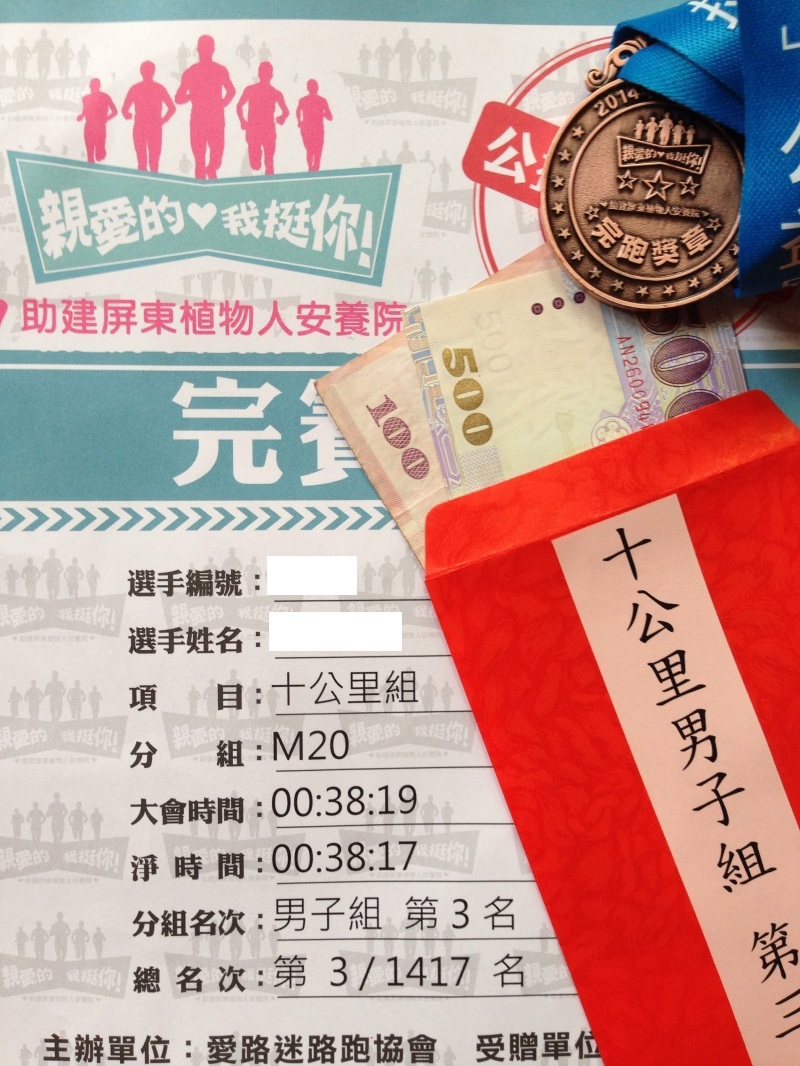 親愛的♥我挺你!
助建屏東植物人安養院
公
2014
親愛的♥我挺你!
完跑獎章
100
500
500
AN2600
完賽
選手編號:
選手姓名:
項 目:十公里組
分 組:M20
大會時間:00:38:19
淨時間:00:38:17
分組名次:男子組 第 3 名
總名次:第 3 / 1417 名
主辦單位:愛路迷路跑協會 受贈單位
十公里男子組 第三